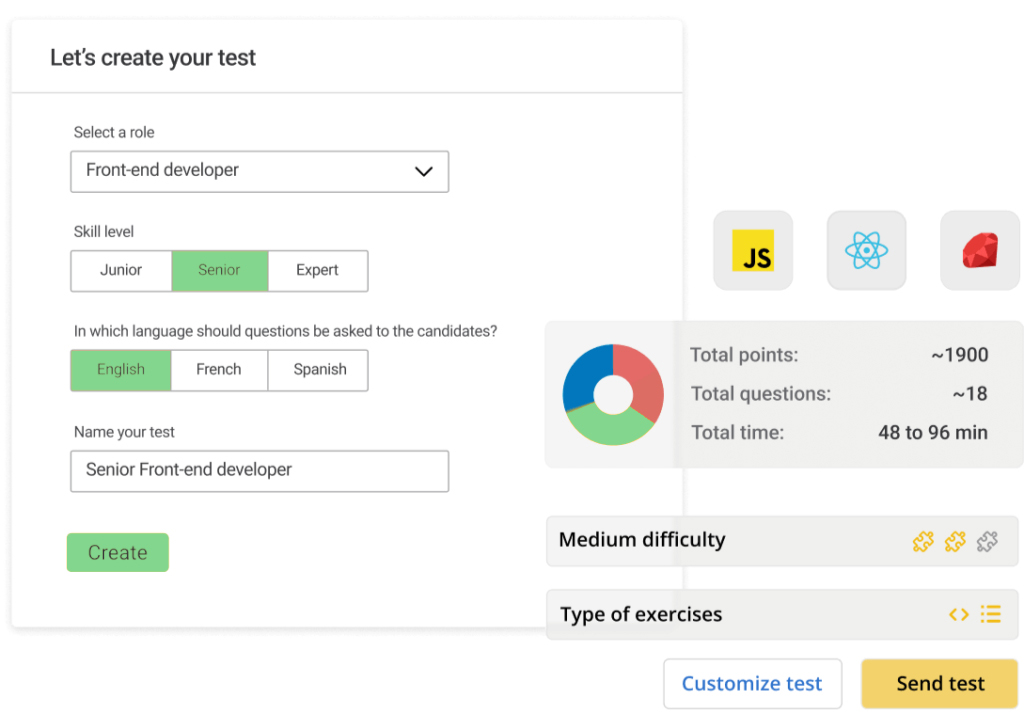 Let’s create your test
Select a role
Front-end developer
Skill level
Junior Senior Expert
In which language should questions be asked to the candidates?
English French Spanish
Name your test
Senior Front-end developer
Create
JS
Total points: ~1900
Total questions: ~18
Total time: 48 to 96 min
Medium difficulty
Type of exercises
Customize test Send test